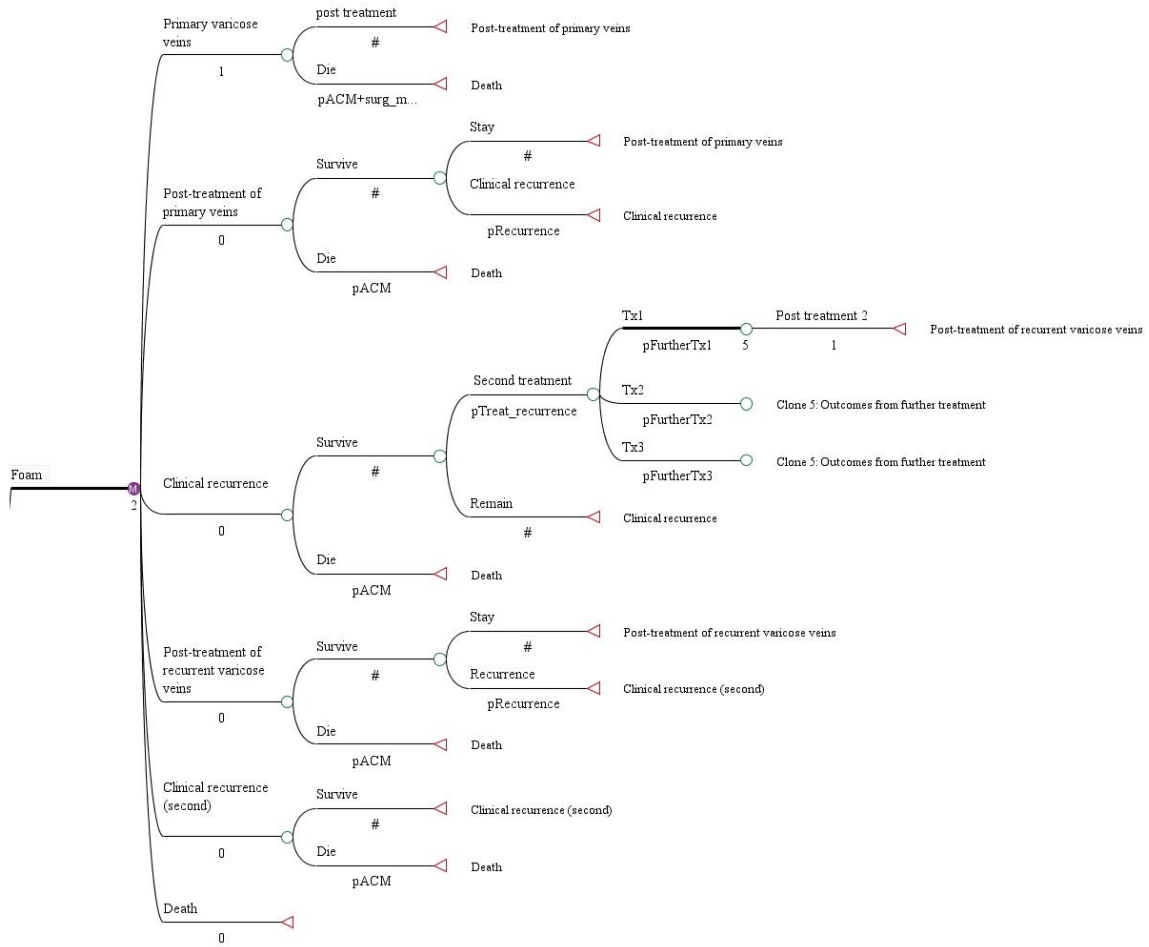 Foam
M
2
Primary varicose
veins
1
post treatment
#
Post-treatment of primary veins
Die
pACM+surg_m...
Death
Post-treatment of
primary veins
0
Survive
#
Stay
#
Post-treatment of primary veins
Clinical recurrence
pRecurrence
Clinical recurrence
Die
pACM
Death
Clinical recurrence
0
Survive
#
Second treatment
pTreat_recurrence
Tx1
pFurtherTx1
5
Post treatment 2
1
Post-treatment of recurrent varicose veins
Tx2
pFurtherTx2
Clone 5: Outcomes from further treatment
Tx3
pFurtherTx3
Clone 5: Outcomes from further treatment
Remain
#
Clinical recurrence
Die
pACM
Death
Post-treatment of
recurrent varicose
veins
0
Survive
#
Stay
#
Post-treatment of recurrent varicose veins
Recurrence
pRecurrence
Clinical recurrence (second)
Die
pACM
Death
Clinical recurrence
(second)
0
Survive
#
Clinical recurrence (second)
Die
pACM
Death
Death
0